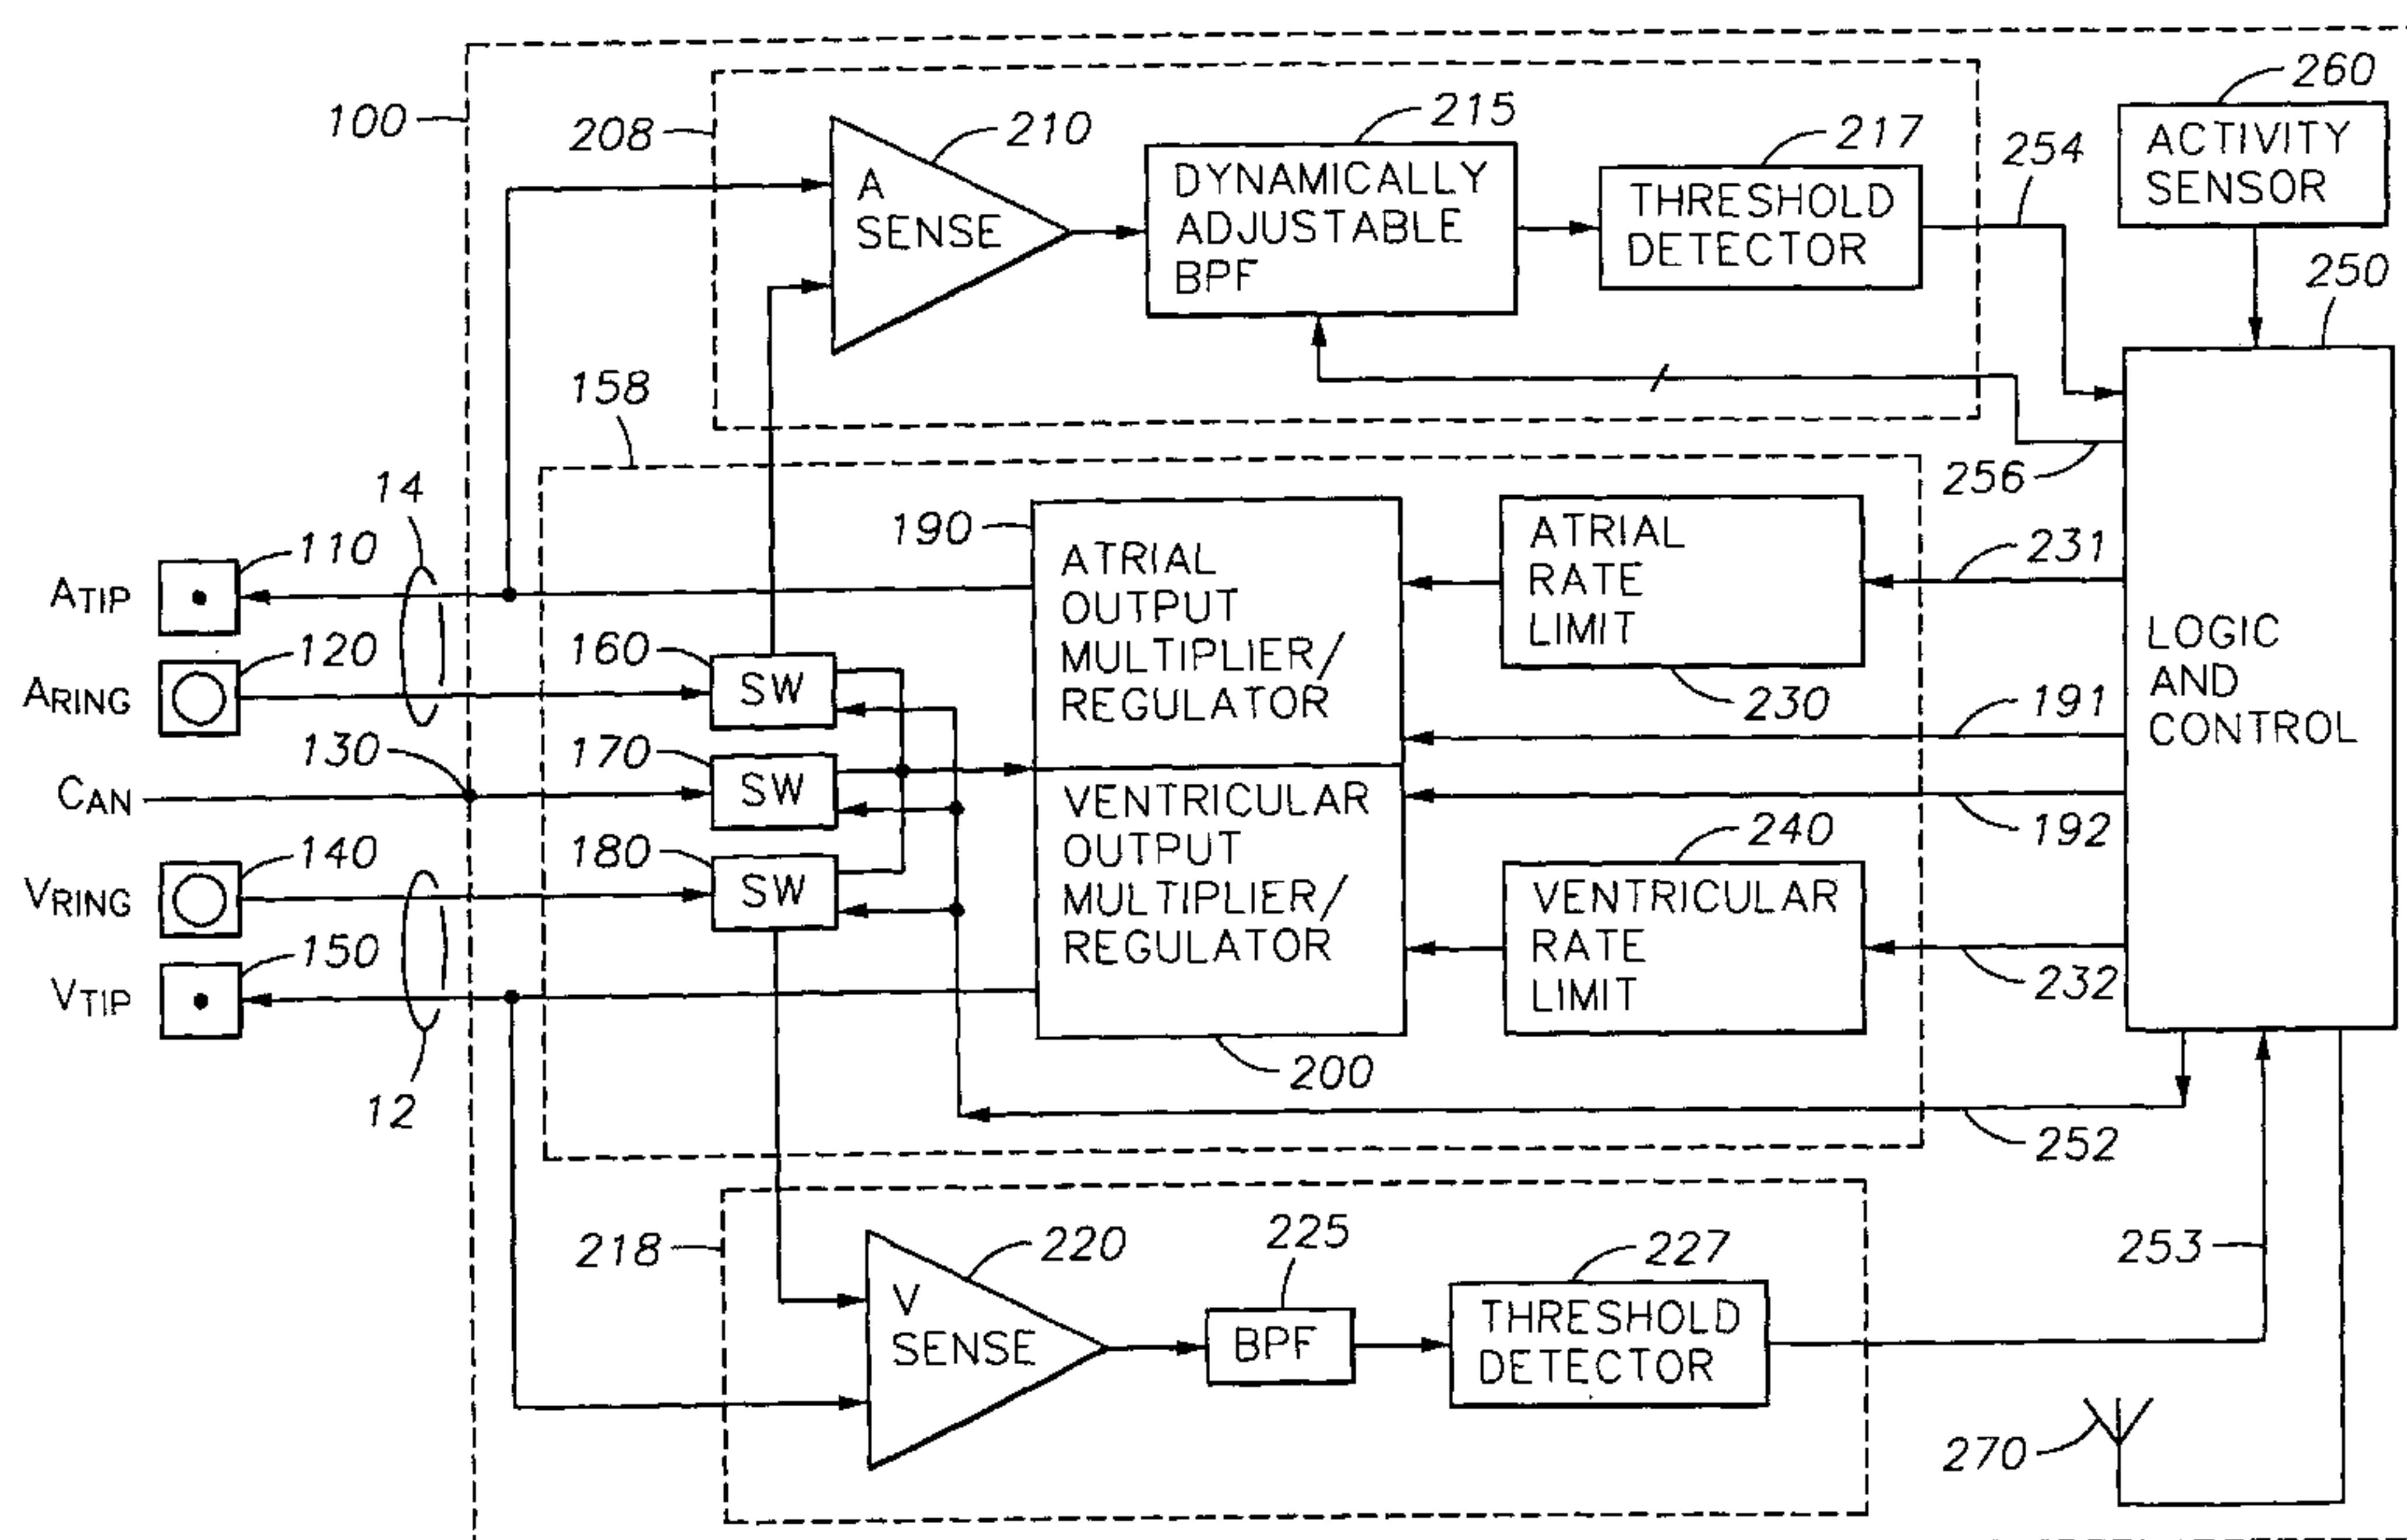 100
208
210
A
SENSE
215
DYNAMICALLY
ADJUSTABLE
BPF
217
THRESHOLD
DETECTOR
254
260
ACTIVITY
SENSOR
250
LOGIC
AND
CONTROL
256
158
14
190
ATRIAL
OUTPUT
MULTIPLIER/
REGULATOR
ATRIAL
RATE
LIMIT
230
231
191
192
ATIP
110
ARING
120
CAN
130
VRING
140
VTIP
150
12
160
SW
170
SW
180
SW
VENTRICULAR
OUTPUT
MULTIPLIER/
REGULATOR
200
240
VENTRICULAR
RATE
LIMIT
232
252
218
220
V
SENSE
225
BPF
227
THRESHOLD
DETECTOR
253
270